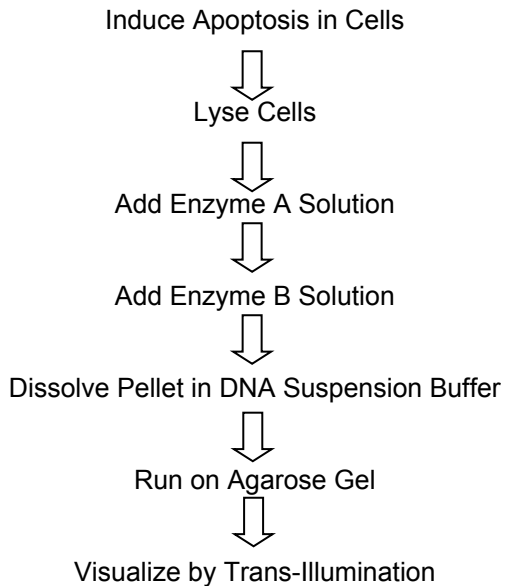 Induce Apoptosis in Cells
Lyse Cells
Add Enzyme A Solution
Add Enzyme B Solution
Dissolve Pellet in DNA Suspension Buffer
Run on Agarose Gel
Visualize by Trans-Illumination